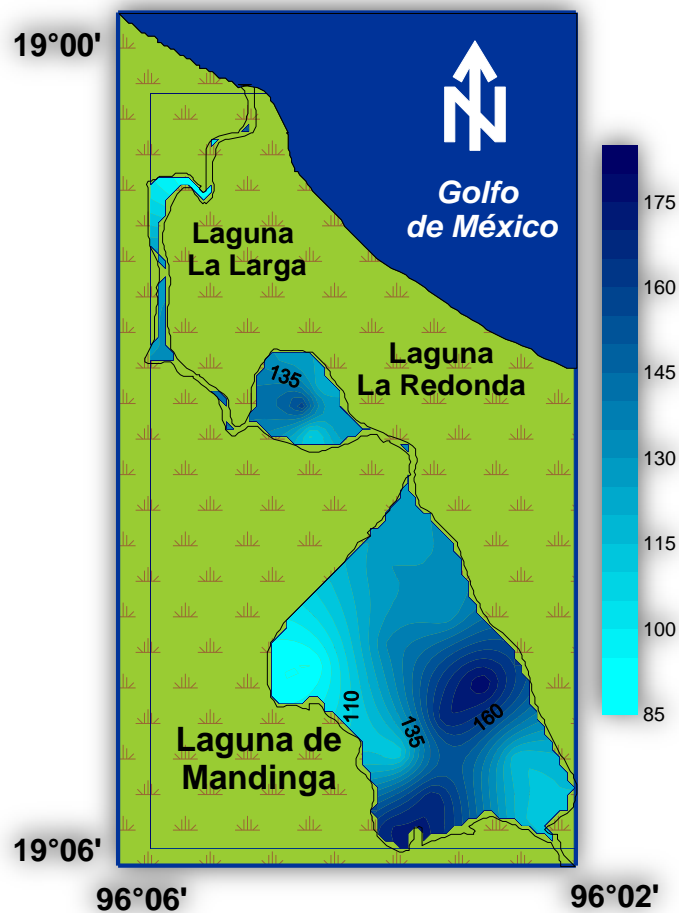 19°00'
N
Golfo
de México
Laguna
La Larga
175
160
145
130
115
100
85
Laguna
La Redonda
135
110
135
160
Laguna de
Mandinga
19°06'
96°06'
96°02'